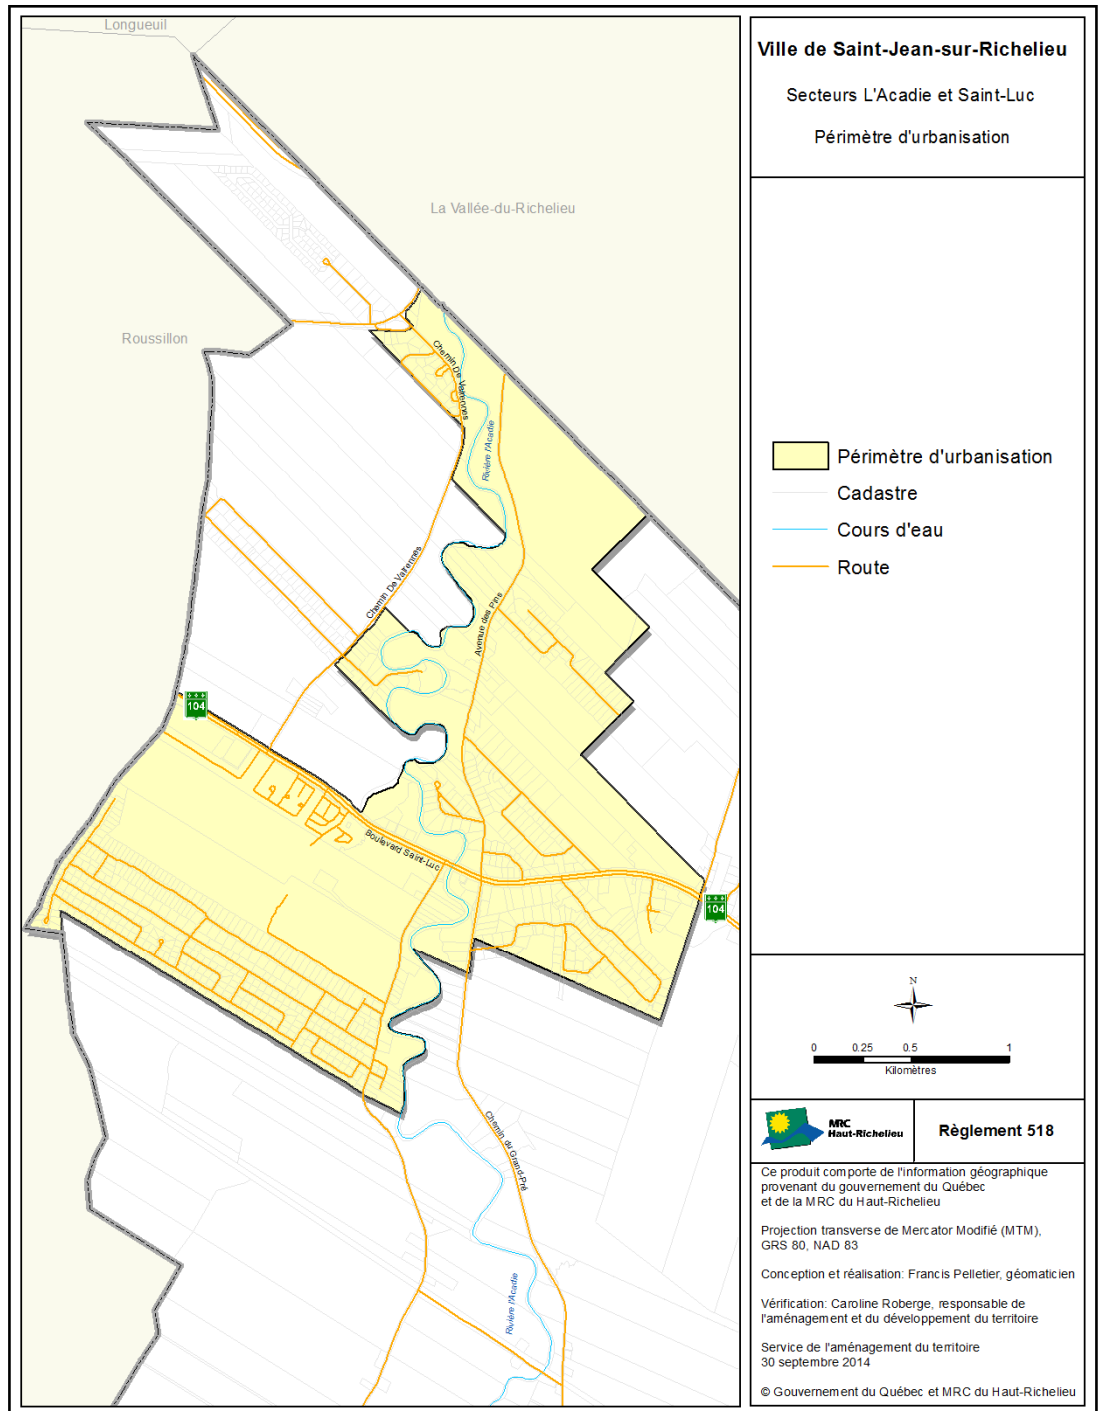 Longueuil
La Vallée-du-Richelieu
Roussillon
Chemin De Varennes
Rivière l'Acadie
Chemin De Varennes
Avenue des Pins
104
Boulevard Saint-Luc
104
Chemin du Grand-Pré
Rivière l'Acadie
Ville de Saint-Jean-sur-Richelieu
Secteurs L'Acadie et Saint-Luc
Périmètre d'urbanisation
Périmètre d'urbanisation
Cadastre
Cours d'eau
Route
N
0 0.25 0.5 1
Kilomètres
MRC
Haut-Richelieu
Règlement 518
Ce produit comporte de l'information géographique
provenant du gouvernement du Québec
et de la MRC du Haut-Richelieu
Projection transverse de Mercator Modifié (MTM),
GRS 80, NAD 83
Conception et réalisation: Francis Pelletier, géomaticien
Vérification: Caroline Roberge, responsable de
l'aménagement et du développement du territoire
Service de l'aménagement du territoire
30 septembre 2014
© Gouvernement du Québec et MRC du Haut-Richelieu